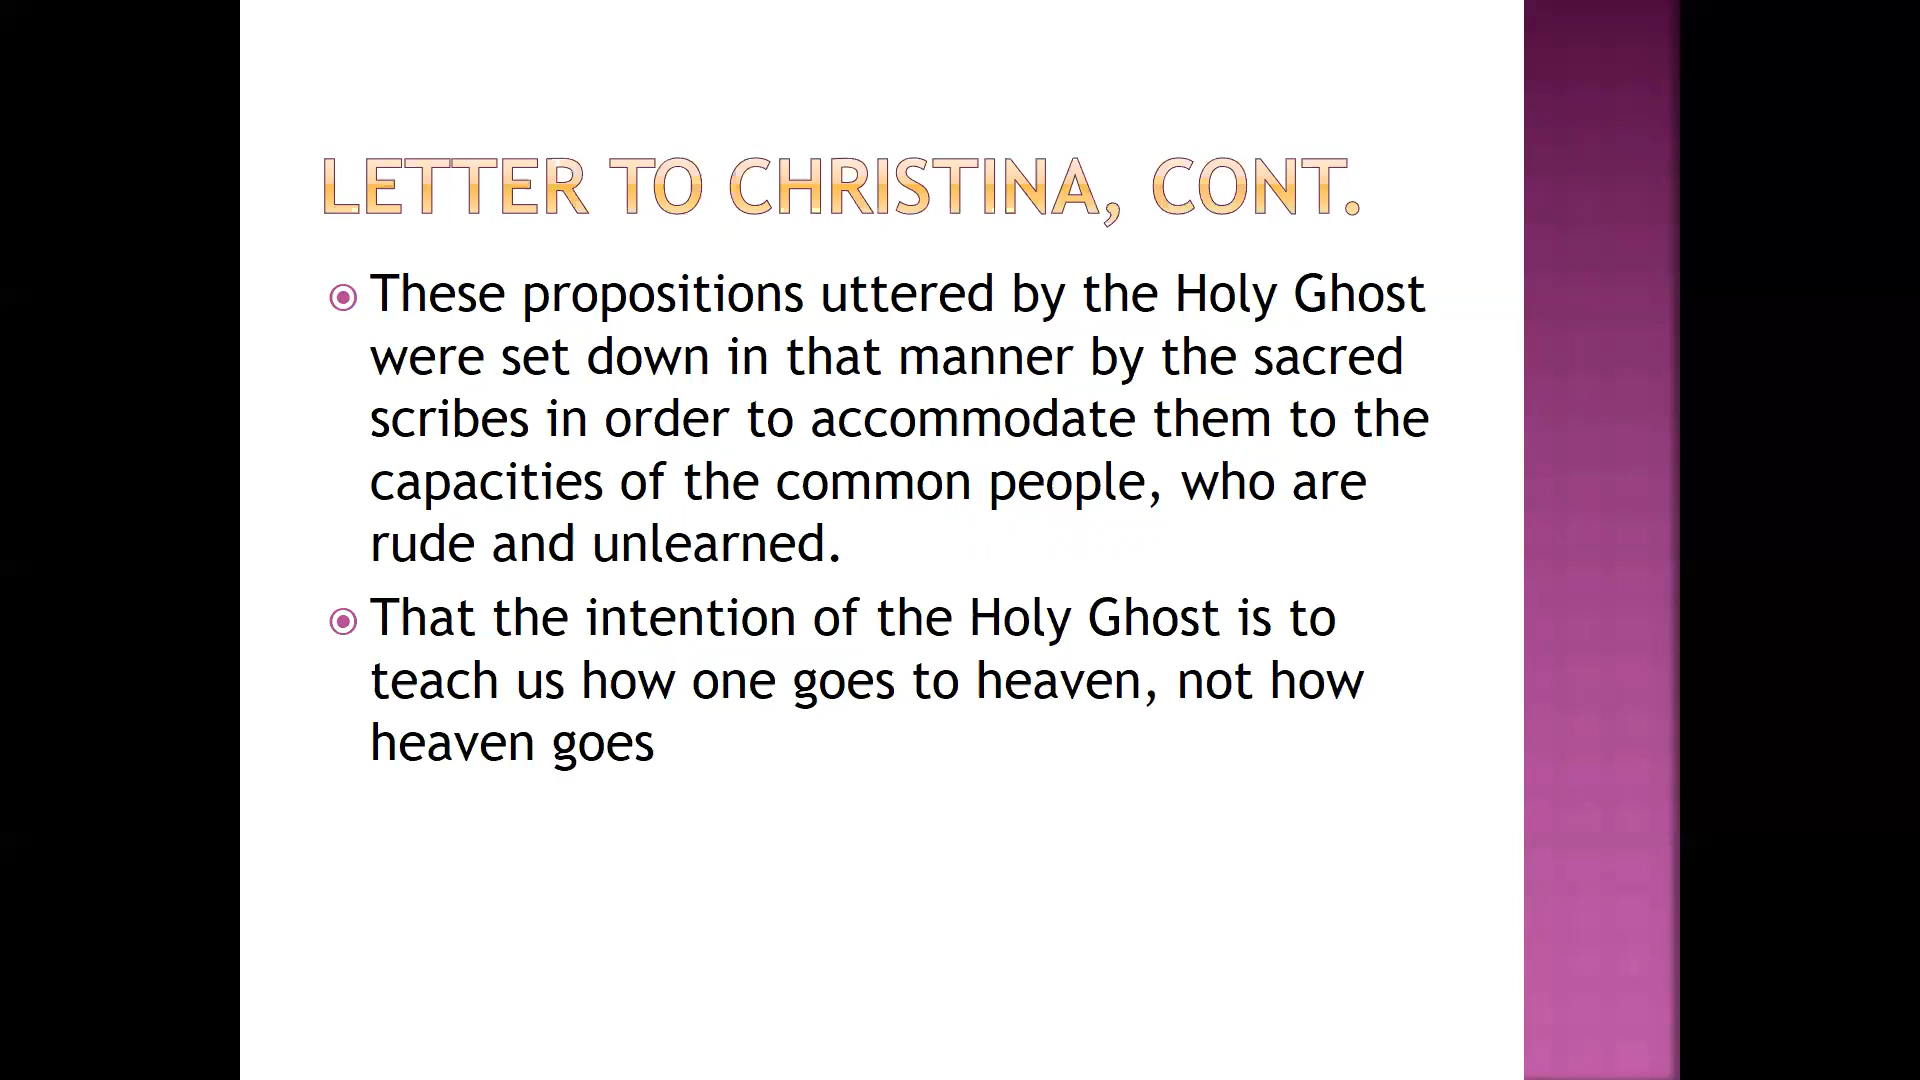 LETTER TO CHRISTINA, CONT.
These propositions uttered by the Holy Ghost
were set down in that manner by the sacred
scribes in order to accommodate them to the
capacities of the common people, who are
rude and unlearned.
That the intention of the Holy Ghost is to
teach us how one goes to heaven, not how
heaven goes